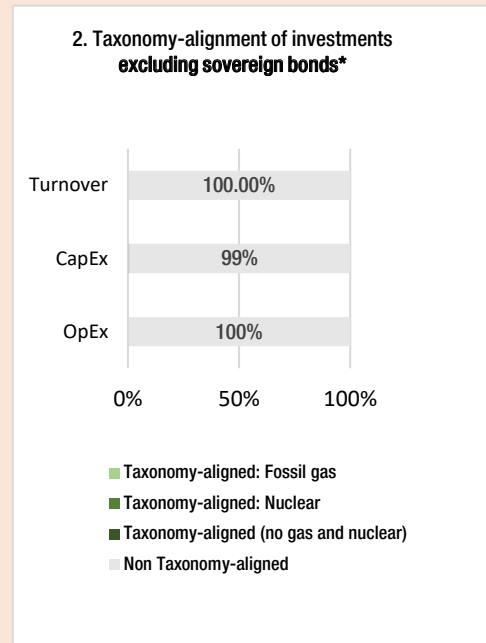 2. Taxonomy-alignment of investments
excluding sovereign bonds*
Turnover
100.00%
CapEx
99%
OpEx
100%
0%
50%
100%
Taxonomy-aligned: Fossil gas
Taxonomy-aligned: Nuclear
Taxonomy-aligned (no gas and nuclear)
Non Taxonomy-aligned